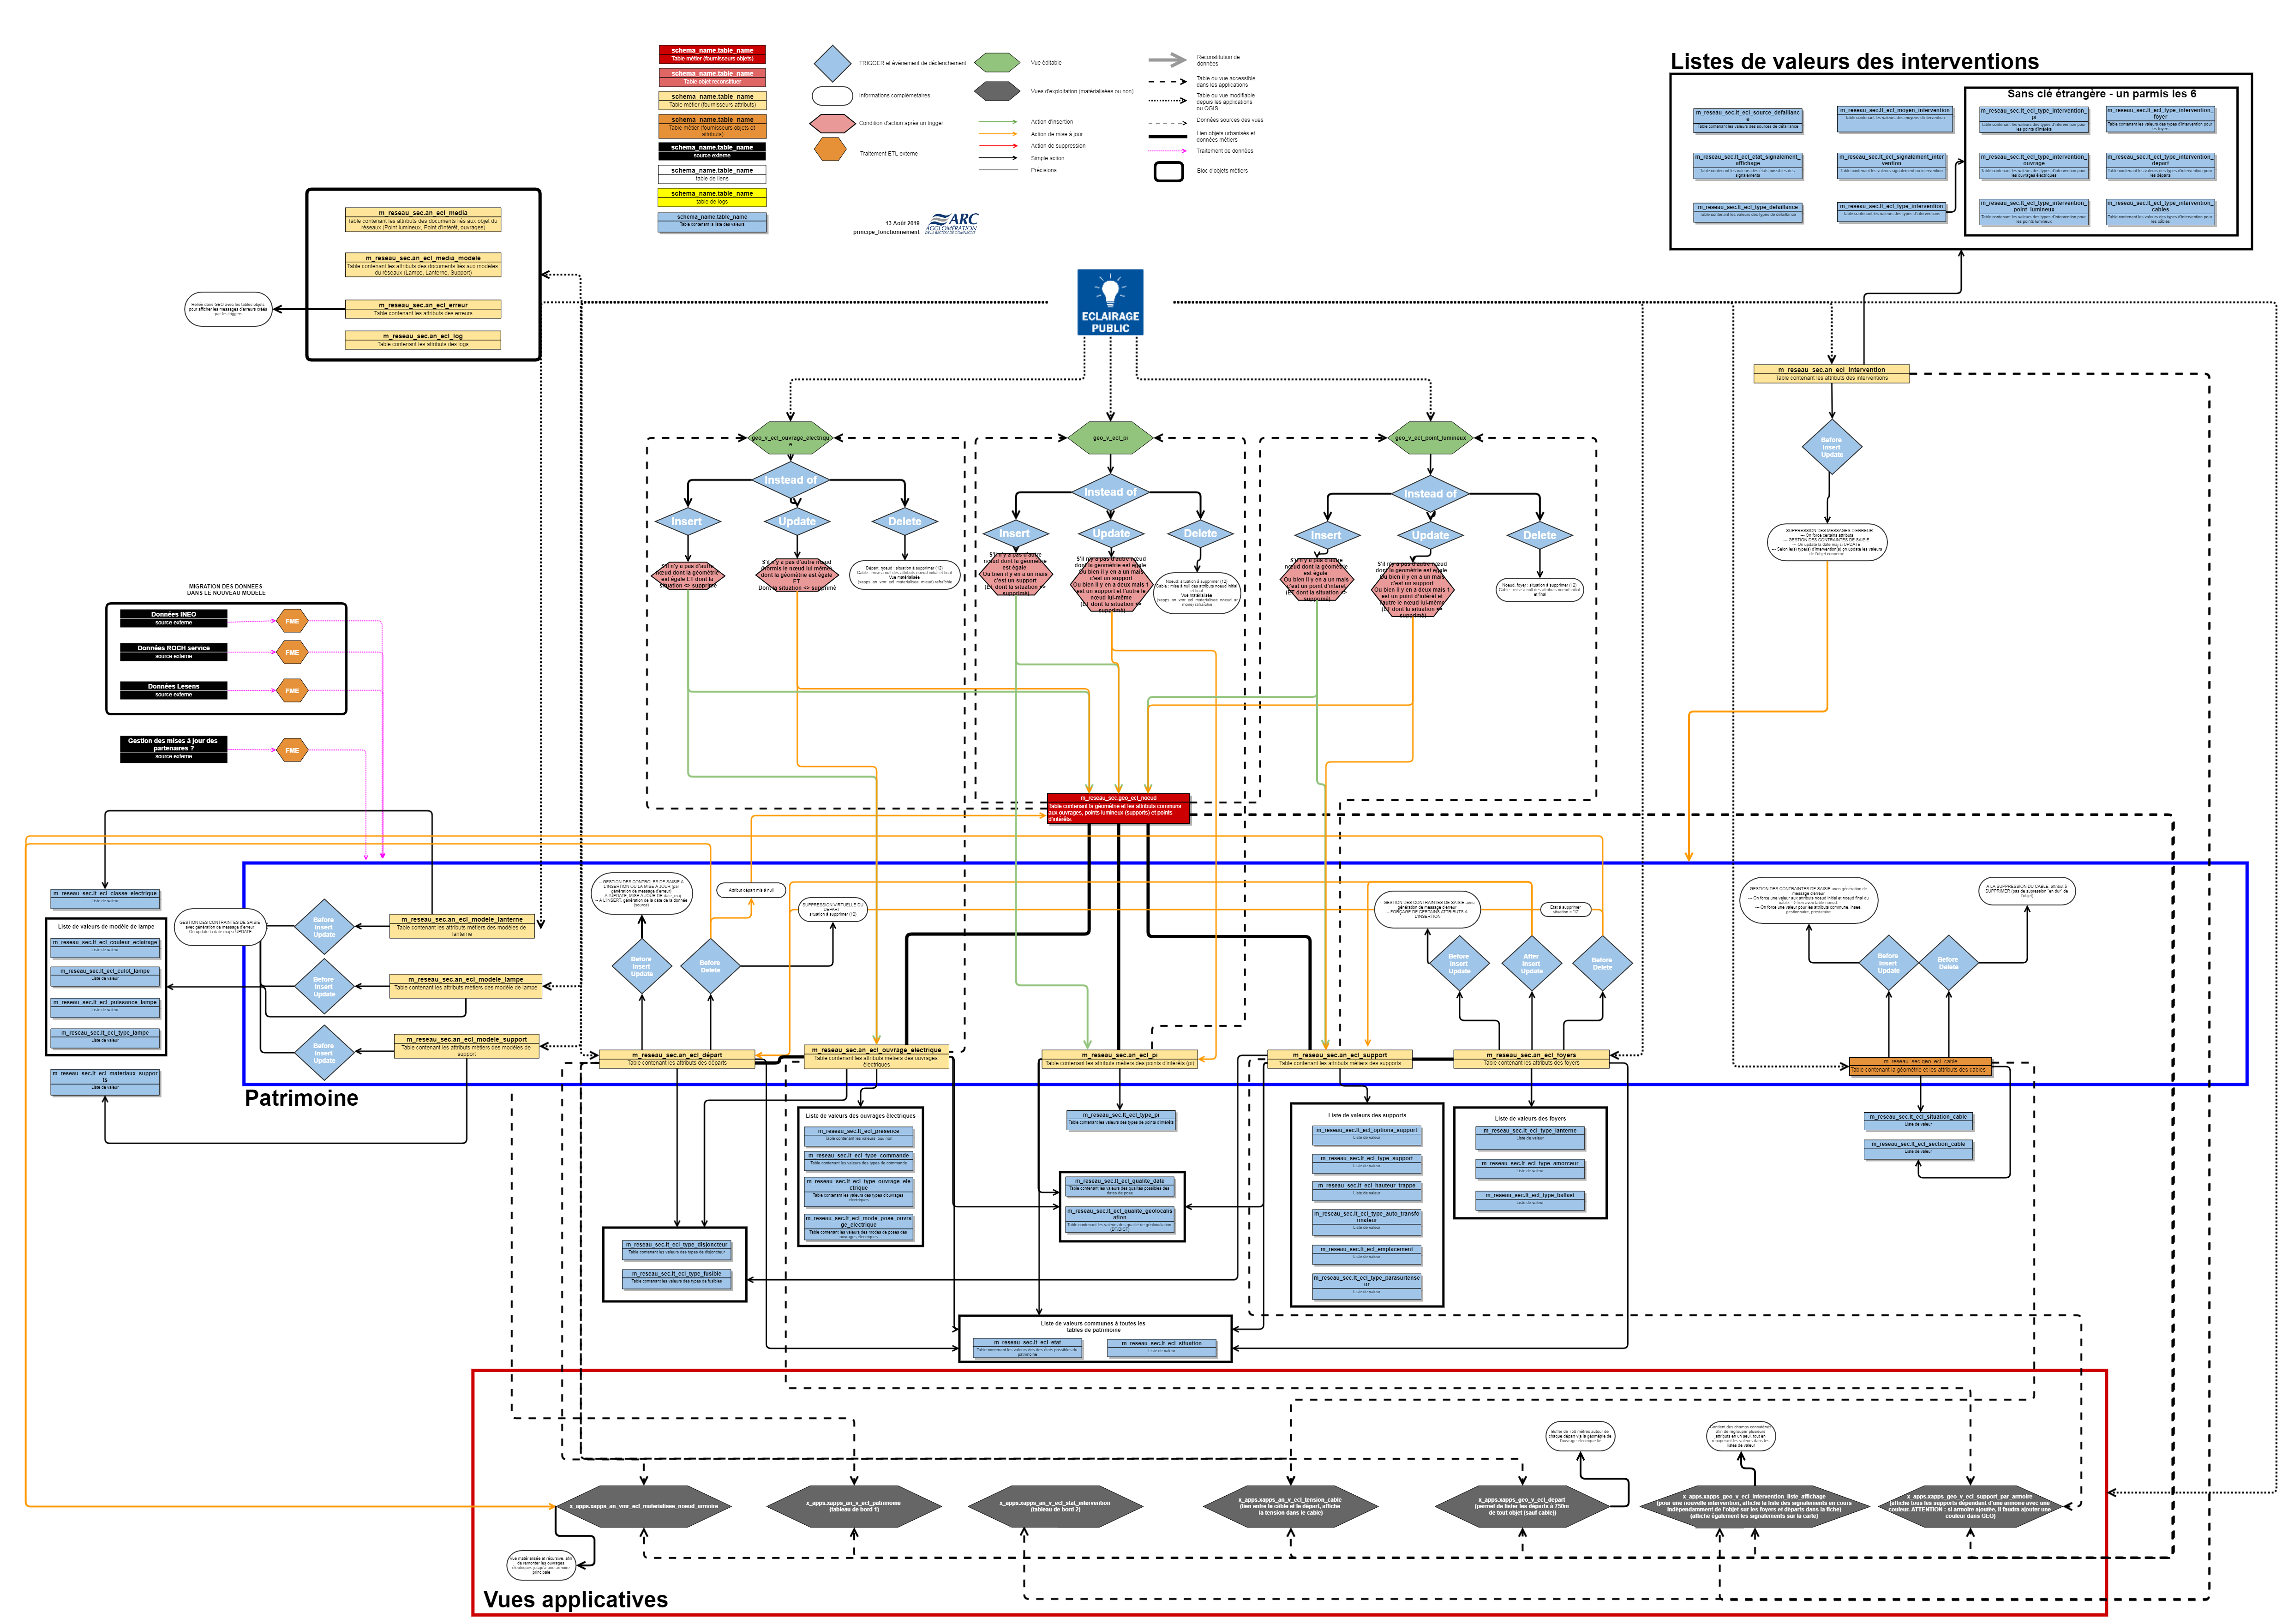 schema_name.table_name
Table métier (fournisseurs objets)
schema_name.table_name
Table objet reconstituer
schema_name.table_name
Table métier (fournisseurs attributs)
schema_name.table_name
Table métier (fournisseurs objets et
attributs)
schema_name.table_name
source externe
schema_name.table_name
table de liens
schema_name.table_name
table de logs
schema_name.table_name
Table contenant la liste des valeurs
TRIGGER et évènement de déclenchement
Informations complémetaires
Condition d'action après un trigger
Traitement ETL externe
Vue éditable
Vues d'exploitation (matérialisées ou non)
Action d'insertion
Action de mise à jour
Action de suppression
Simple action
Précisions
Reconstitution de
données
Table ou vue accessible
dans les applications
Table ou vue modifiable
depuis les applications
ou QGIS
Données sources des vues
Lien objets urbanisés et
données métiers
Traitement de données
Bloc d'objets métiers
13 Août 2019
principe_fonctionnement
ARC
AGGLOMÉRATION
DE LA RÉGION DE COMPIÈGNE
Listes de valeurs des interventions
Sans clé étrangère - un parmis les 6
m_reseau_sec.lt_ecl_source_defaillanc
e
Table contenant les valeurs des sources de défaillance
m_reseau_sec.lt_ecl_moyen_intervention
Table contenant les valeurs des moyens d'intervention
m_reseau_sec.lt_ecl_type_intervention_
pi
Table contenant les valeurs des types d'intervention pour
les points d'intérêts
m_reseau_sec.lt_ecl_type_intervention_
foyer
Table contenant les valeurs des types d'intervention pour
les foyers
m_reseau_sec.lt_ecl_etat_signalement_
affichage
Table contenant les valeurs des états possibles des
signalements
m_reseau_sec.lt_ecl_signalement_inter
vention
Table contenant les valeurs signalement ou intervention
m_reseau_sec.lt_ecl_type_intervention_
ouvrage
Table contenant les valeurs des types d'intervention pour
les ouvrages électriques
m_reseau_sec.lt_ecl_type_intervention_
depart
Table contenant les valeurs des types d'intervention pour
les départs
m_reseau_sec.lt_ecl_type_defaillance
Table contenant les valeurs des types de défaillance
m_reseau_sec.lt_ecl_type_intervention
Table contenant les valeurs des types d'interventions
m_reseau_sec.lt_ecl_type_intervention_
point_lumineux
Table contenant les valeurs des types d'intervention pour
les points lumineux
m_reseau_sec.lt_ecl_type_intervention_
cables
Table contenant les valeurs des types d'intervention pour
les câbles
m_reseau_sec.an_ecl_media
Table contenant les attributs des documents liés aux objet du
réseaux (Point lumineux, Point d'intérêt, ouvrages)
m_reseau_sec.an_ecl_media_modele
Table contenant les attributs des documents liés aux modèles
du réseaux (Lampe, Lanterne, Support)
m_reseau_sec.an_ecl_erreur
Table contenant les attributs des erreurs
m_reseau_sec.an_ecl_log
Table contenant les attributs des logs
Reliée dans GEO avec les tables objets
pour afficher les messages d'erreurs créés
par les triggers
ECLAIRAGE
PUBLIC
m_reseau_sec.an_ecl_intervention
Table contenant les attributs des interventions
Before
Insert
Update
-- SUPPRESSION DES MESSAGES D'ERREUR
-- On force certains attributs
-- GESTION DES CONTRAINTES DE SAISIE
-- On update la date maj si UPDATE
-- Selon le(s) type(s) d'intervention(s) on update les valeurs
de l'objet concerné.
geo_v_ecl_ouvrage_electriqu
e
geo_v_ecl_pi
geo_v_ecl_point_lumineux
Instead of
Insert
Update
Delete
Instead of
Insert
Update
Delete
Instead of
Insert
Update
Delete
S'il n'y a pas d'autre
nœud dont la géométrie
est égale ET dont la
situation <> supprimé
S'il n'y a pas d'autre nœud
(hormis le nœud lui même)
dont la géométrie est égale
ET
Dont la situation <> supprimé
Départ, noeud : situation à supprimer (12)
Cable : mise à null des attributs noeud initial et final
Vue matérialisée
(xapps_an_vmr_ecl_materialisee_noeud) rafraîchie
S'il n'y a pas d'autre
nœud dont la géométrie
est égale
Ou bien il y en a un mais
c'est un support
(ET dont la situation <>
supprimé)
S'il n'y a pas d'autre nœud
dont la géométrie est égale
Ou bien il y en a un mais
c'est un support
Ou bien il y en a deux mais 1
est un support et l'autre le
nœud lui-même
(ET dont la situation <>
supprimé)
Noeud: situation à supprimer (12)
Cable : mise à null des attributs noeud initial
et final
Vue matérialisée
(xapps_an_vmr_ecl_materialisee_noeud_ar
moire) rafraîchie
S'il n'y a pas d'autre
nœud dont la géométrie
est égale
Ou bien il y en a un mais
c'est un point d'interet
(ET dont la situation <>
supprimé)
S'il n'y a pas d'autre nœud
dont la géométrie est égale
Ou bien il y en a un mais
c'est un support
Ou bien il y a deux mais 1
est un point d'intérêt et
l'autre le nœud lui-même
(ET dont la situation <>
supprimé)
Noeud, foyer : situation à supprimer (12)
Cable : mise à null des attributs noeud initial
et final
MIGRATION DES DONNEES
DANS LE NOUVEAU MODELE
Données INEO
source externe
FME
Données ROCH service
source externe
FME
Données Lesens
source externe
FME
Gestion des mises à jour des
partenaires ?
source externe
FME
m_reseau_sec.geo_ecl_noeud
Table contenant la géométrie et les attributs communs
aux ouvrages, points lumineux (supports) et points
d'intérêts.
m_reseau_sec.lt_ecl_classe_electrique
Liste de valeur
Liste de valeurs de modèle de lampe
m_reseau_sec.lt_ecl_couleur_eclairage
Liste de valeur
m_reseau_sec.lt_ecl_culot_lampe
Liste de valeur
m_reseau_sec.lt_ecl_puissance_lampe
Liste de valeur
m_reseau_sec.lt_ecl_type_lampe
Liste de valeur
m_reseau_sec.lt_ecl_materiaux_suppor
ts
Liste de valeur
GESTION DES CONTRAINTES DE SAISIE
avec génération de message d'erreur
On update la date maj si UPDATE.
Before
Insert
Update
Before
Insert
Update
Before
Insert
Update
m_reseau_sec.an_ecl_modele_lanterne
Table contenant les attributs métiers des modèles de
lanterne
m_reseau_sec.an_ecl_modele_lampe
Table contenant les attributs métiers des modèle de lampe
m_reseau_sec.an_ecl_modele_support
Table contenant les attributs métiers des modèles de
support
Patrimoine
-- GESTION DES CONTROLES DE SAISIE A
L'INSERTION OU LA MISE A JOUR (par
génération de message d'erreur)
-- A l'UPDATE, MISE A JOUR DE date_maj
-- A L'INSERT, génération de la date de la donnée
(source)
Attribut départ mis à null
SUPPRESSION VIRTUELLE DU
DEPART
situation à supprimer (12)
Before
Insert
Update
Before
Delete
m_reseau_sec.an_ecl_départ
Table contenant les attributs des départs
m_reseau_sec.an_ecl_ouvrage_electrique
Table contenant les attributs métiers des ouvrages
électriques
m_reseau_sec.an_ecl_pi
Table contenant les attributs métiers des points d'intérêts (pi)
m_reseau_sec.an_ecl_support
Table contenant les attributs métiers des supports
m_reseau_sec.an_ecl_foyers
Table contenant les attributs des foyers
-- GESTION DES CONTRAINTES DE SAISIE avec
génération de message d'erreur
-- FORÇAGE DE CERTAINS ATTRIBUTS A
L'INSERTION
Etat à supprimer
situation = '12'
Before
Insert
Update
After
Insert
Update
Before
Delete
GESTION DES CONTRAINTES DE SAISIE avec génération de
message d'erreur
-- On force une valeur aux attributs noeud initial et nœud final du
câble. --> lien avec table noeud.
-- On force une valeur pour les attributs commune, insee,
gestionnaire, prestataire.
A LA SUPPRESSION DU CABLE, attribut à
SUPPRIMER (pas de supression "en dur" de
l'objet)
Before
Insert
Update
Before
Delete
m_reseau_sec.geo_ecl_cable
Table contenant la géométrie et les attributs des cables
m_reseau_sec.lt_ecl_situation_cable
Liste de valeur
m_reseau_sec.lt_ecl_section_cable
Liste de valeur
Liste de valeurs des ouvrages électriques
m_reseau_sec.lt_ecl_presence
Table contenant les valeurs : oui/ non
m_reseau_sec.lt_ecl_type_commande
Table contenant les valeurs des types de commande
m_reseau_sec.lt_ecl_type_ouvrage_ele
ctrique
Table contenant les valeurs des types d'ouvrages
électriques
m_reseau_sec.lt_ecl_mode_pose_ouvra
ge_electrique
Table contenant les valeurs des modes de poses des
ouvrages électriques
m_reseau_sec.lt_ecl_type_disjoncteur
Table contenant les valeurs des types de disjoncteur
m_reseau_sec.lt_ecl_type_fusible
Table contenant les valeurs des types de fusibles
m_reseau_sec.lt_ecl_type_pi
Table contenant les valeurs des types de points d'intérêts
m_reseau_sec.lt_ecl_qualite_date
Table contenant les valeurs des qualités possibles des
dates de pose
m_reseau_sec.lt_ecl_qualite_geolocalis
ation
Table contenant les valeurs des qualité de géolocalisation
(DT/DICT)
Liste de valeurs des supports
m_reseau_sec.lt_ecl_options_support
Liste de valeur
m_reseau_sec.lt_ecl_type_support
Liste de valeur
m_reseau_sec.lt_ecl_hauteur_trappe
Liste de valeur
m_reseau_sec.lt_ecl_type_auto_transfo
rmateur
Liste de valeur
m_reseau_sec.lt_ecl_emplacement
Liste de valeur
m_reseau_sec.lt_ecl_type_parasurtense
ur
Liste de valeur
Liste de valeurs des foyers
m_reseau_sec.lt_ecl_type_lanterne
Liste de valeur
m_reseau_sec.lt_ecl_type_amorceur
Liste de valeur
m_reseau_sec.lt_ecl_type_ballast
Liste de valeur
Liste de valeurs communes à toutes les
tables de patrimoine
m_reseau_sec.lt_ecl_etat
Table contenant les valeurs des des états possibles du
patrimoine
m_reseau_sec.lt_ecl_situation
Liste de valeur
Buffer de 750 mètres autour de
chaque départ via la géométrie de
l'ouvrage électrique lié
Contient des champs concaténés
afin de regrouper plusieurs
attributs en un seul, tout en
récupérant les valeurs dans les
listes de valeur
x_apps.xapps_an_vmr_ecl_materialisee_noeud_armoire
x_apps.xapps_an_v_ecl_patrimoine
(tableau de bord 1)
x_apps.xapps_an_v_ecl_stat_intervention
(tableau de bord 2)
x_apps.xapps_an_v_ecl_tension_cable
(lien entre le câble et le départ, affiche
la tension dans le cable)
x_apps.xapps_geo_v_ecl_depart
(permet de lister les départs à 750m
de tout objet (sauf cable))
x_apps.xapps_geo_v_ecl_intervention_liste_affichage
(pour une nouvelle intervention, affiche la liste des signalements en cours
indépendamment de l'objet sur les foyers et départs dans la fiche)
(affiche également les signalements sur la carte)
x_apps.xapps_geo_v_ecl_support_par_armoire
(affiche tous les supports dépendant d'une armoire avec une
couleur. ATTENTION : si armoire ajoutée, il faudra ajouter une
couleur dans GEO)
Vue matérialisée et récursive, afin
de remonter les ouvrages
électriques jusqu'à une armoire
principale
Vues applicatives